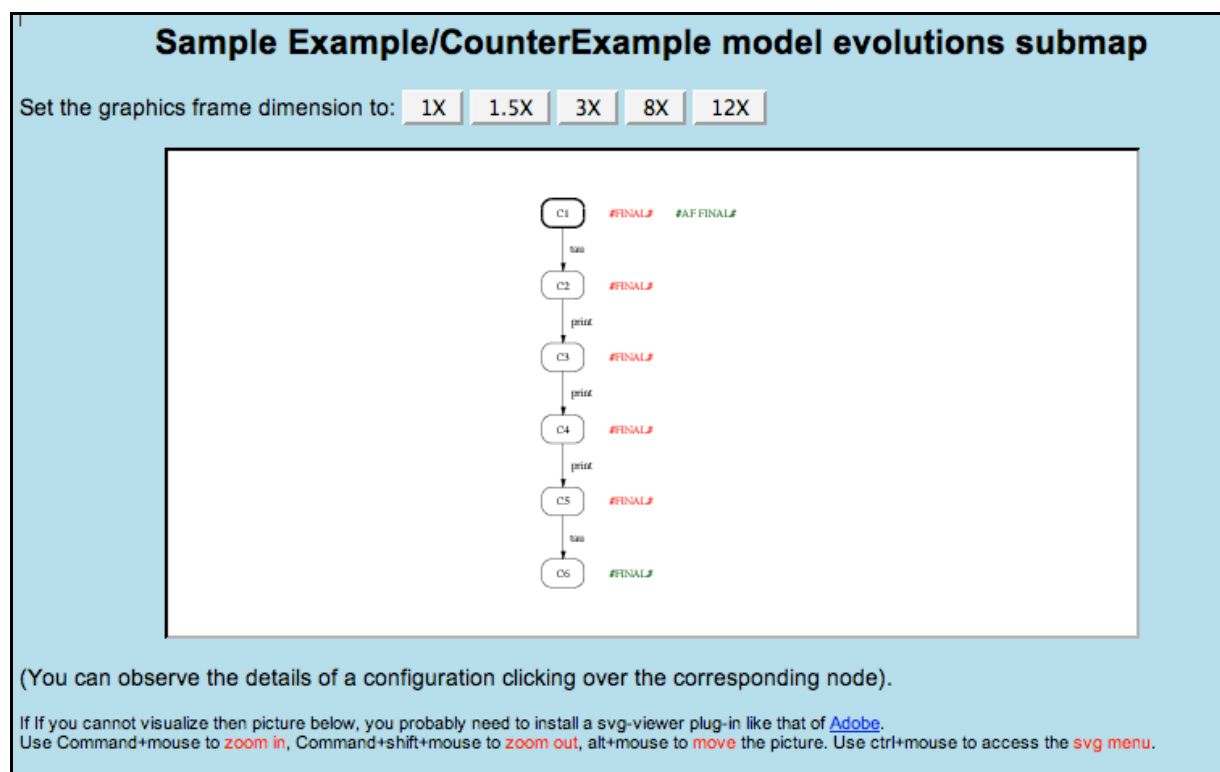 Sample Example/CounterExample model evolutions submap
Set the graphics frame dimension to: 1X 1.5X 3X 8X 12X
C1 #FINAL# #AF FINAL#
tau
C2 #FINAL#
print
C3 #FINAL#
print
C4 #FINAL#
print
C5 #FINAL#
tau
C6 #FINAL#
(You can observe the details of a configuration clicking over the corresponding node).
If If you cannot visualize then picture below, you probably need to install a svg-viewer plug-in like that of Adobe.
Use Command+mouse to zoom in, Command+shift+mouse to zoom out, alt+mouse to move the picture. Use ctrl+mouse to access the svg menu.